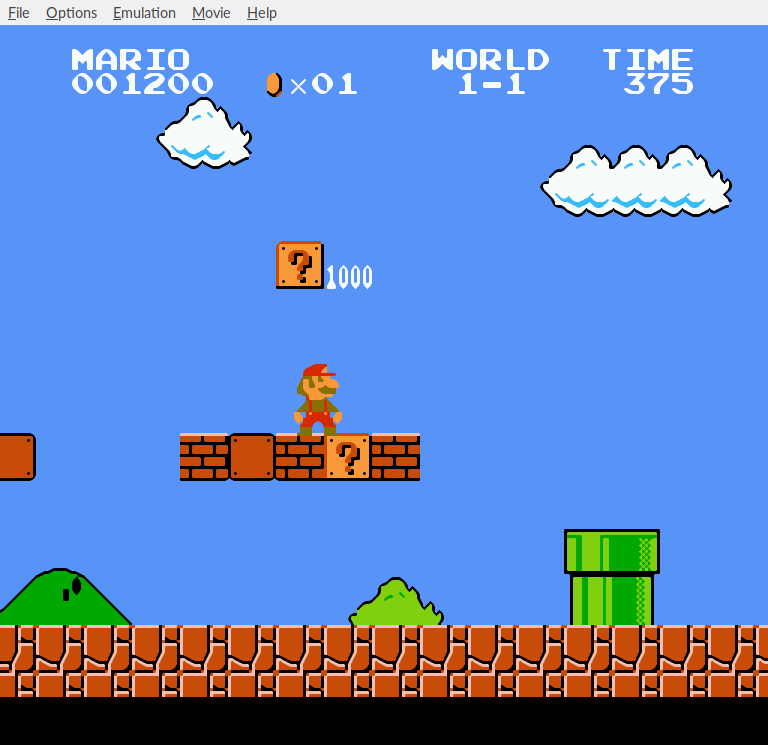 File Options Emulation Movie Help
MARIO WORLD TIME
001200 ×01 1-1 375
?
1000
?